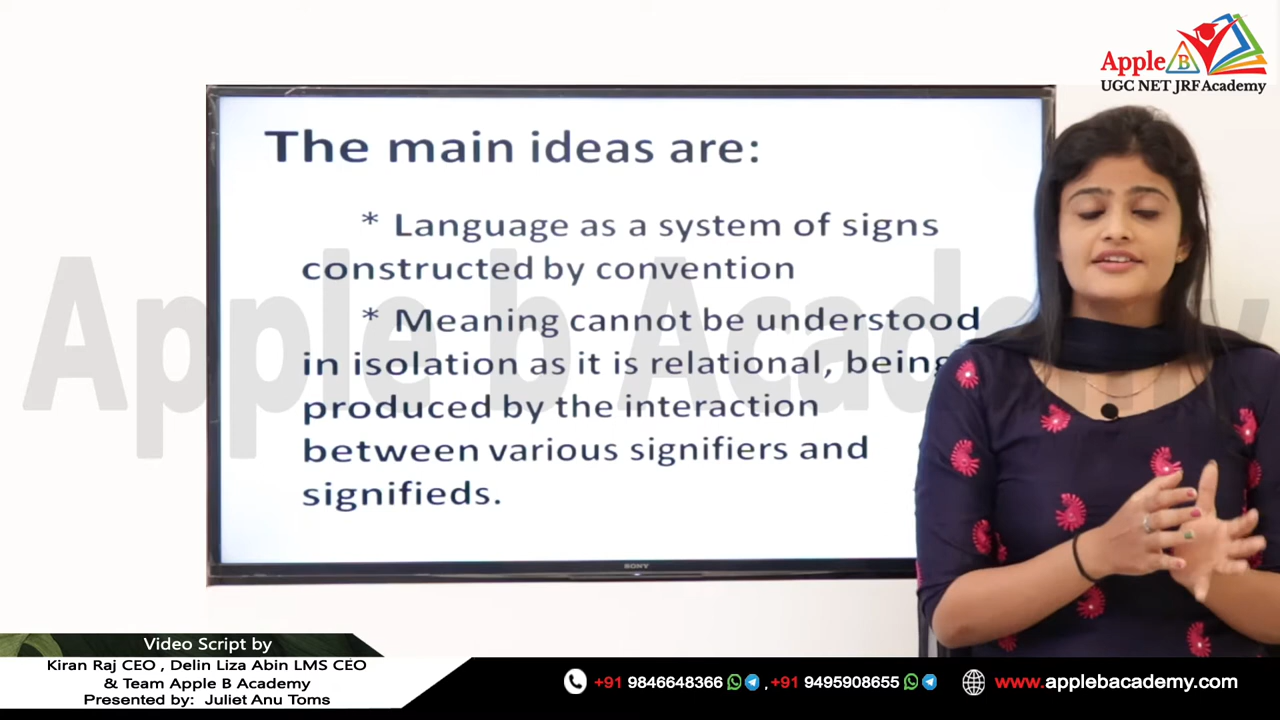 Apple B
UGC NET JRF Academy
The main ideas are:
* Language as a system of signs
constructed by convention
* Meaning cannot be understood
in isolation as it is relational, being
produced by the interaction
between various signifiers and
signifieds.
Apple b Academy
SONY
Video Script by
Kiran Raj CEO , Delin Liza Abin LMS CEO
& Team Apple B Academy
Presented by: Juliet Anu Toms
+91 9846648366 , +91 9495908655
www.applebacademy.com